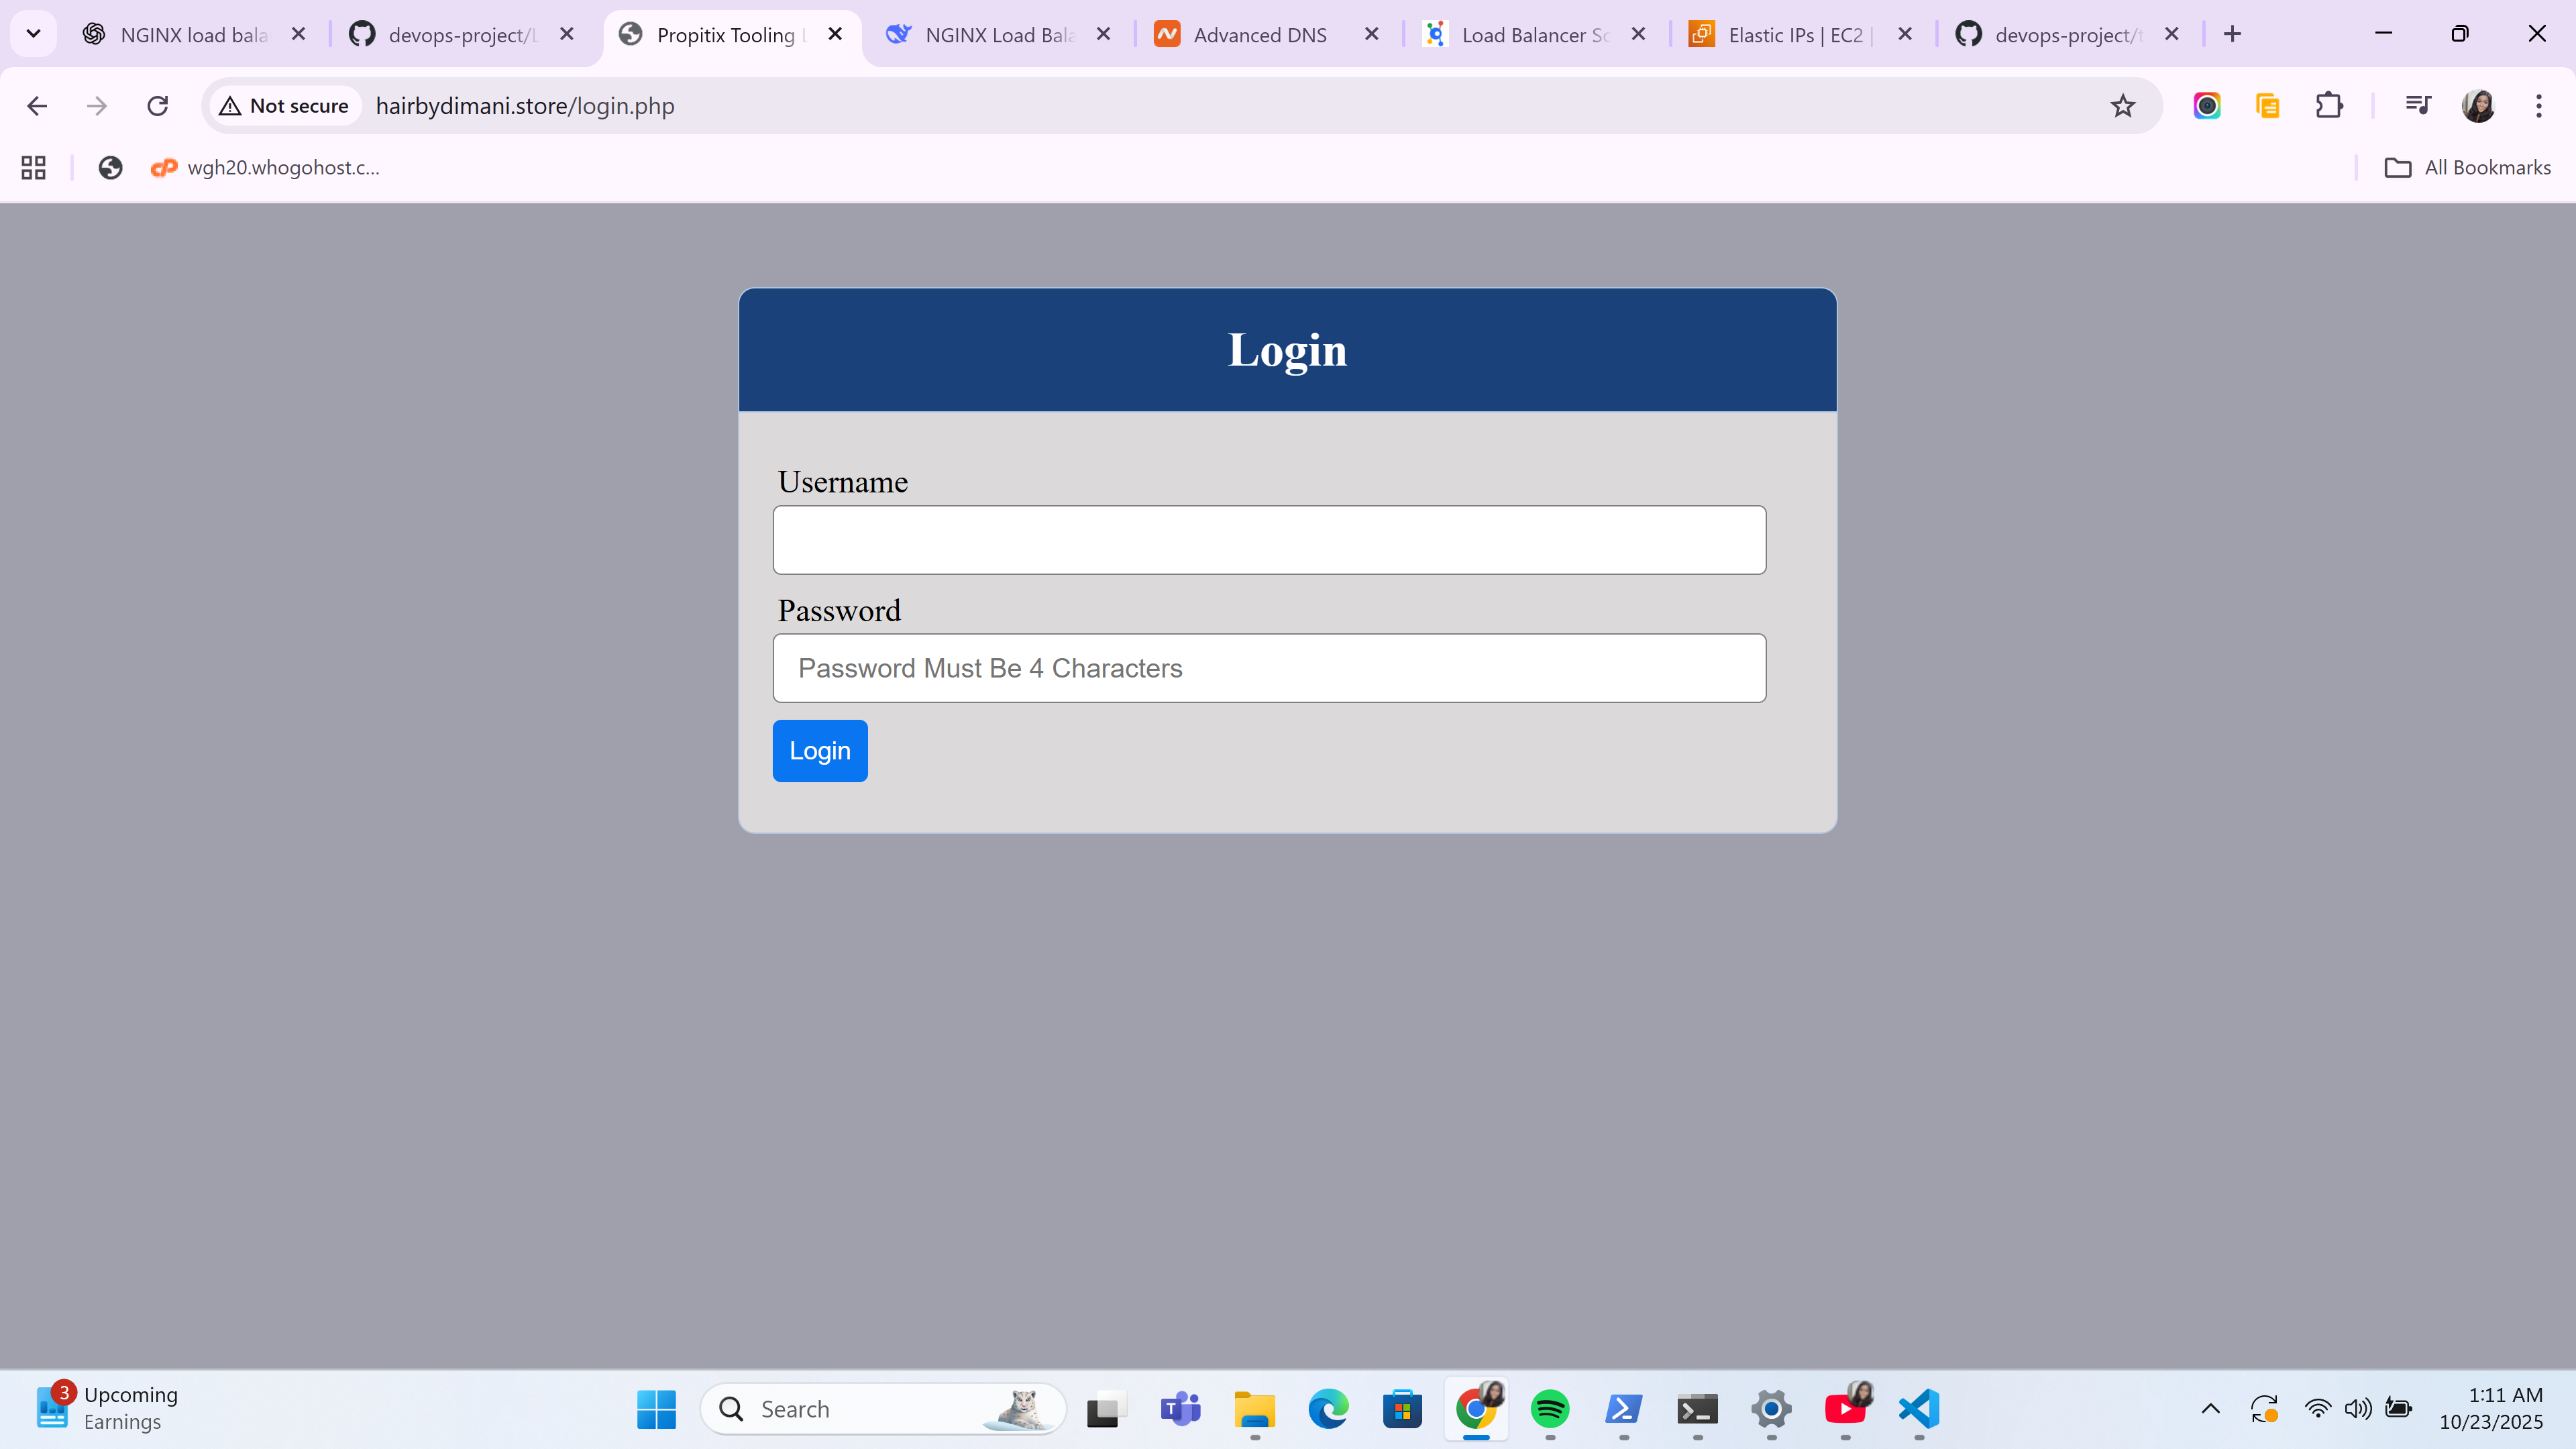 NGINX load bala
devops-project/L
Propitix Tooling L
NGINX Load Bala
Advanced DNS
Load Balancer Sc
Elastic IPs | EC2 |
devops-project/t
Not secure
hairbydimani.store/login.php
cP wgh20.whogohost.c...
All Bookmarks
Login
Username
Password
Password Must Be 4 Characters
Login
3
Upcoming
Earnings
Search
1:11 AM
10/23/2025